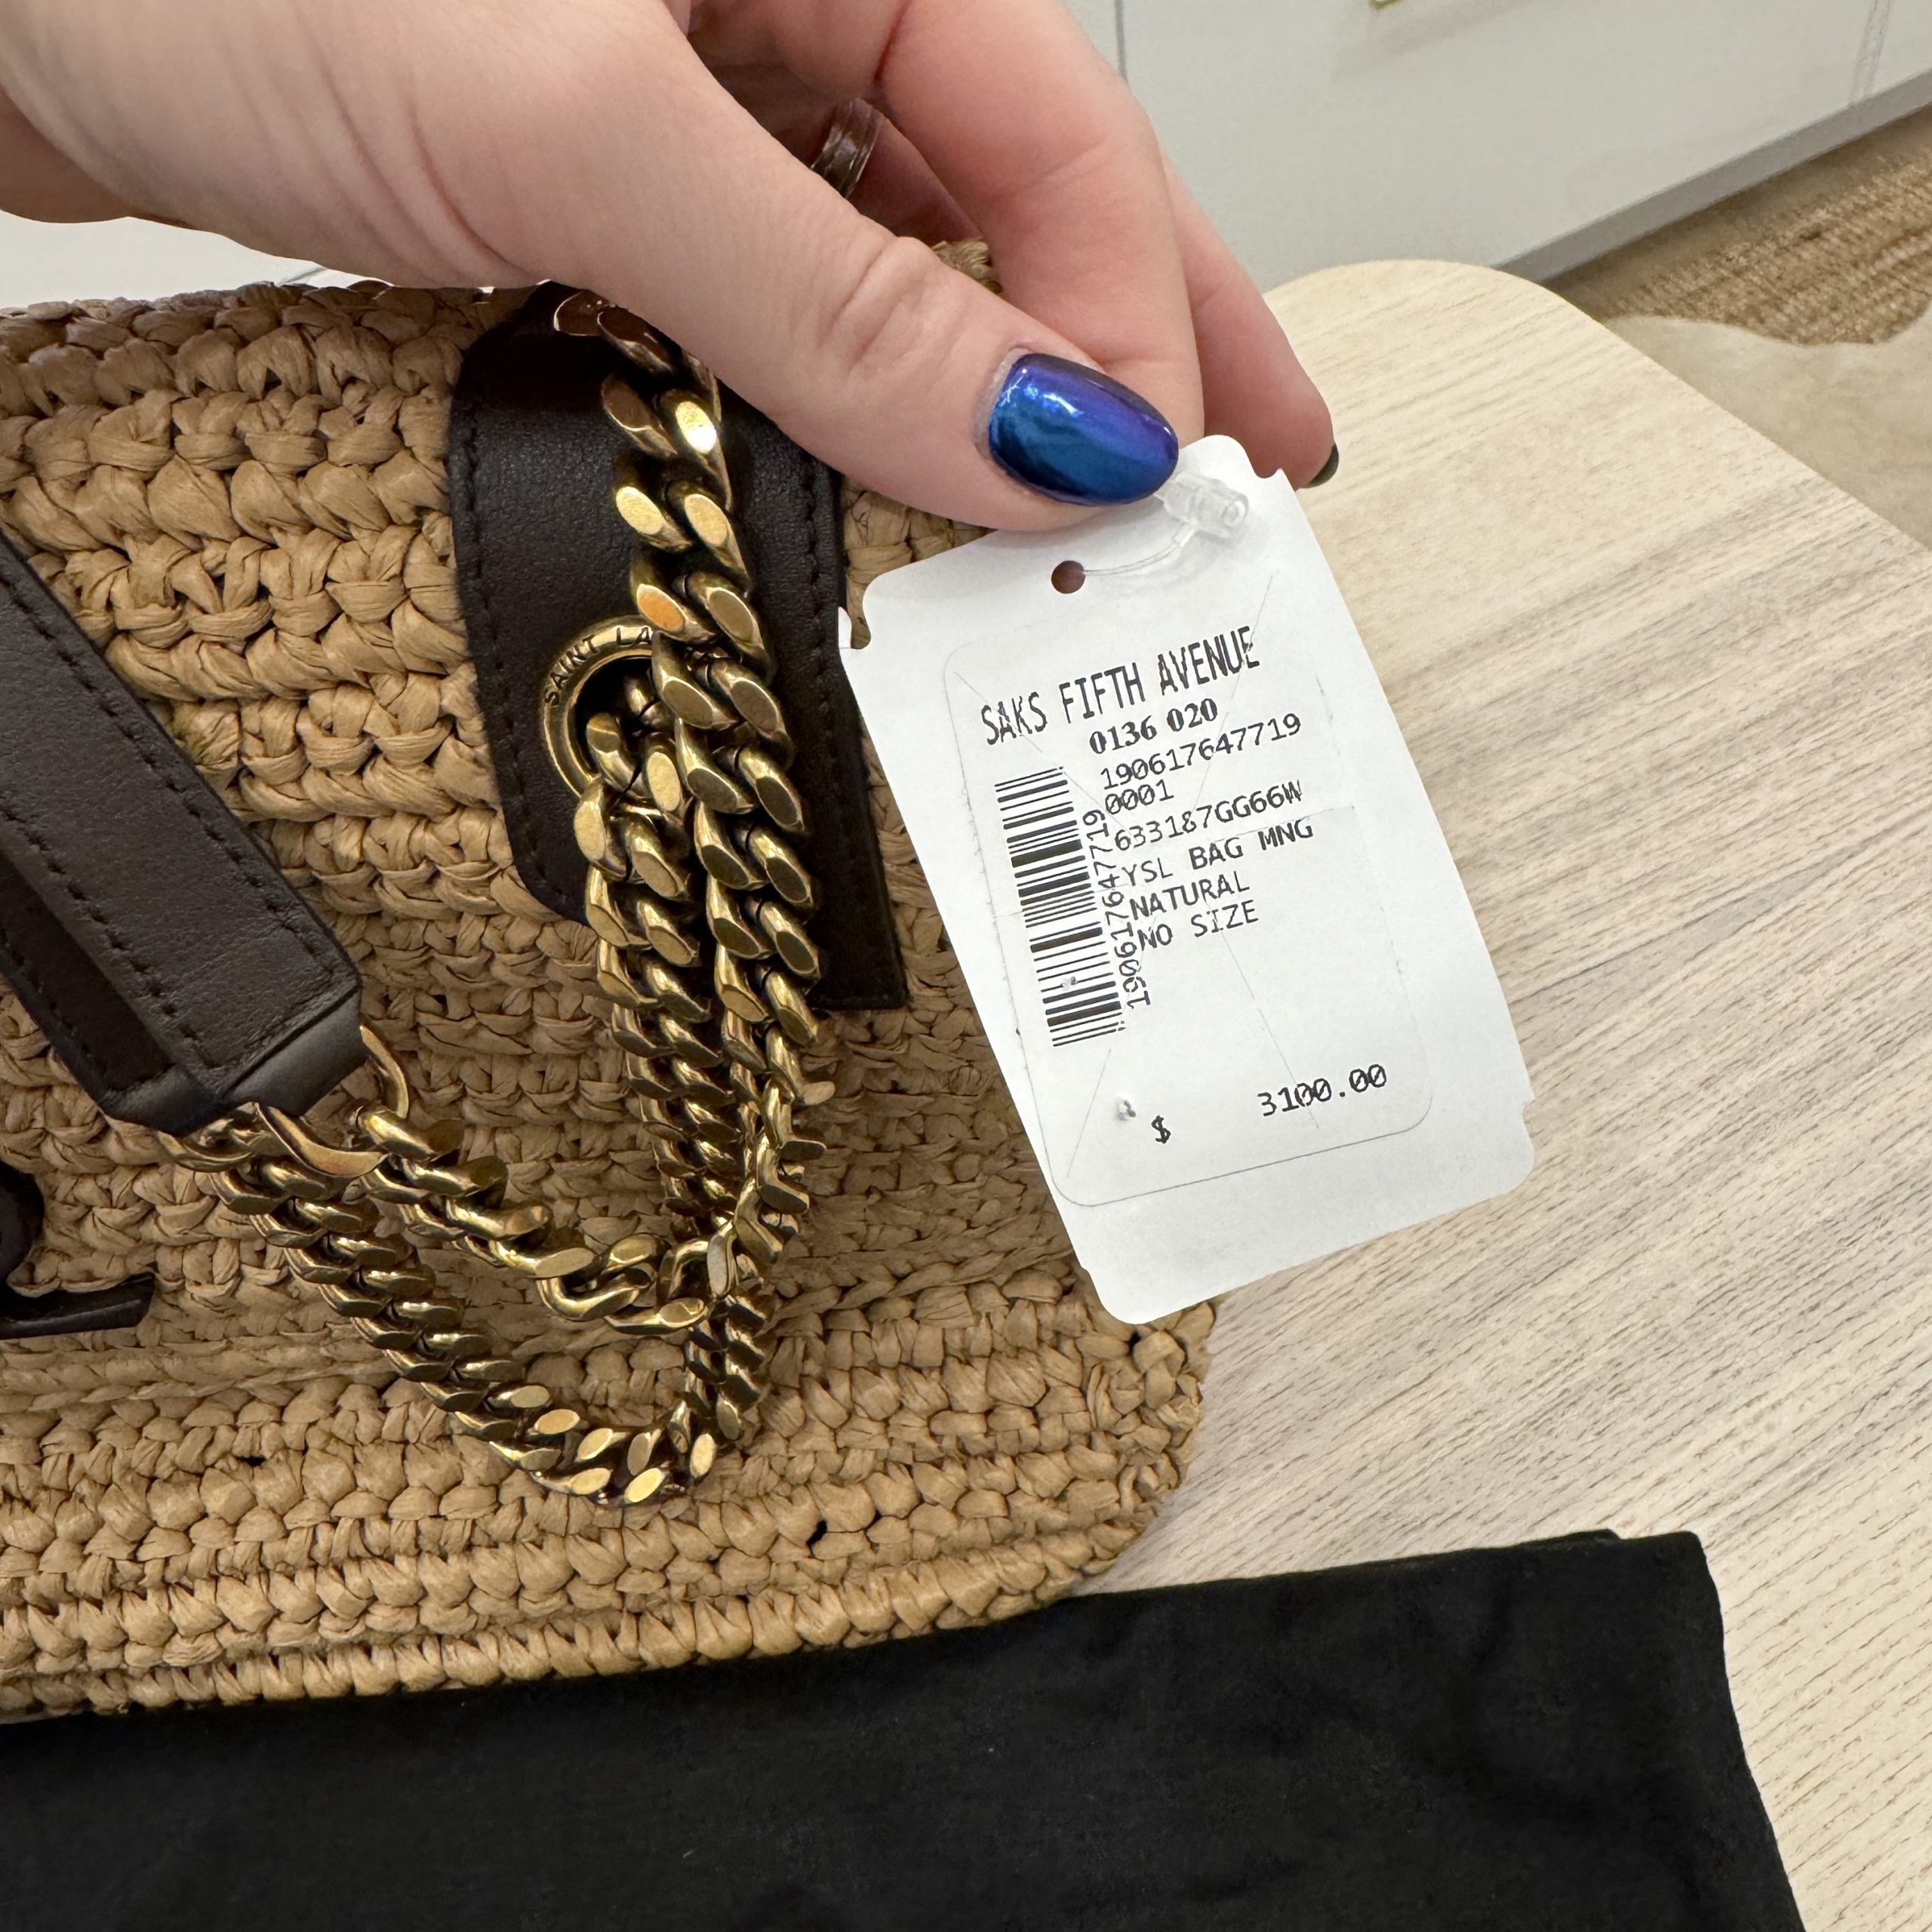 SAINT LA
SAKS FIFTH AVENUE
0136 020
190617647719
0001
633187GG66W
YSL BAG MNG
NATURAL
NO SIZE
190617647719
$ 3100.00